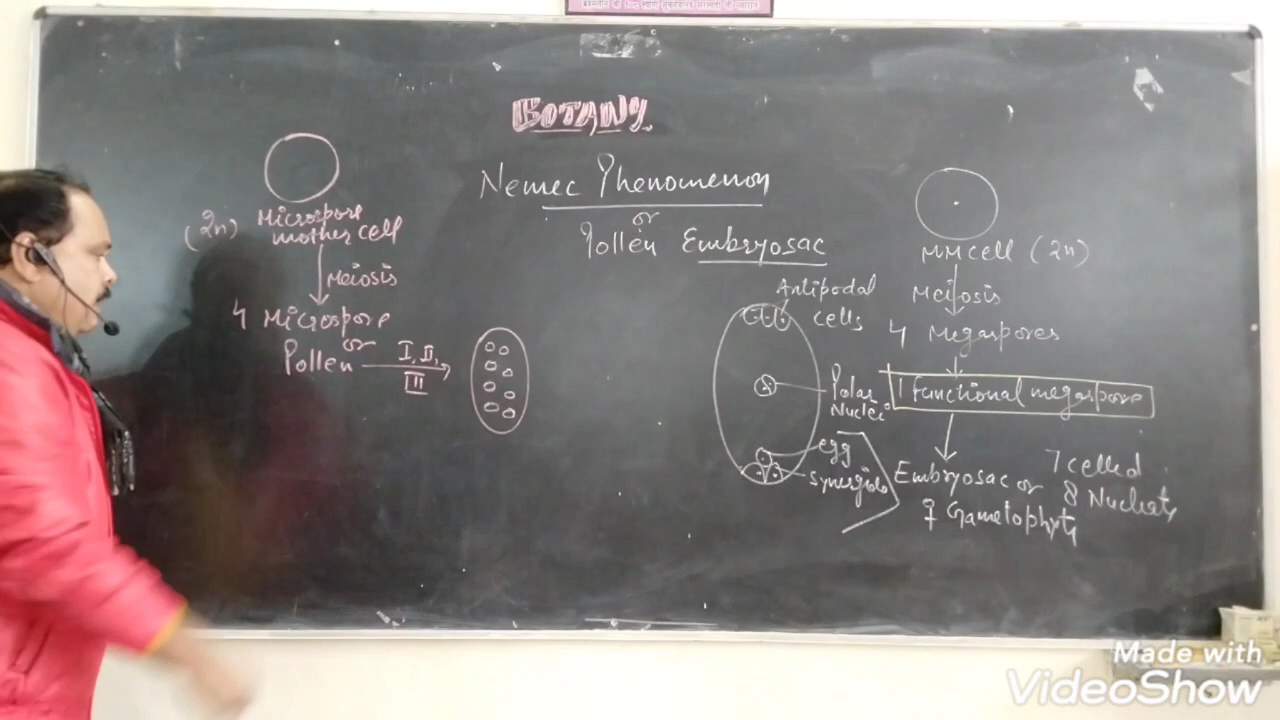 BOTANY
Nemec Phenomenon
or
Pollen Embryosac
(2n) Microspore
mother cell
Meiosis
4 Microspore
or
Pollen
I, II,
III
Antipodal
cells
Polar
Nuclei
egg
Synergids
MMcell (2n)
Meiosis
4 Megaspores
1 Functional megaspore
Embryosac or
♀ Gametophyte
7 celled
8 Nucleate
Made with
VideoShow